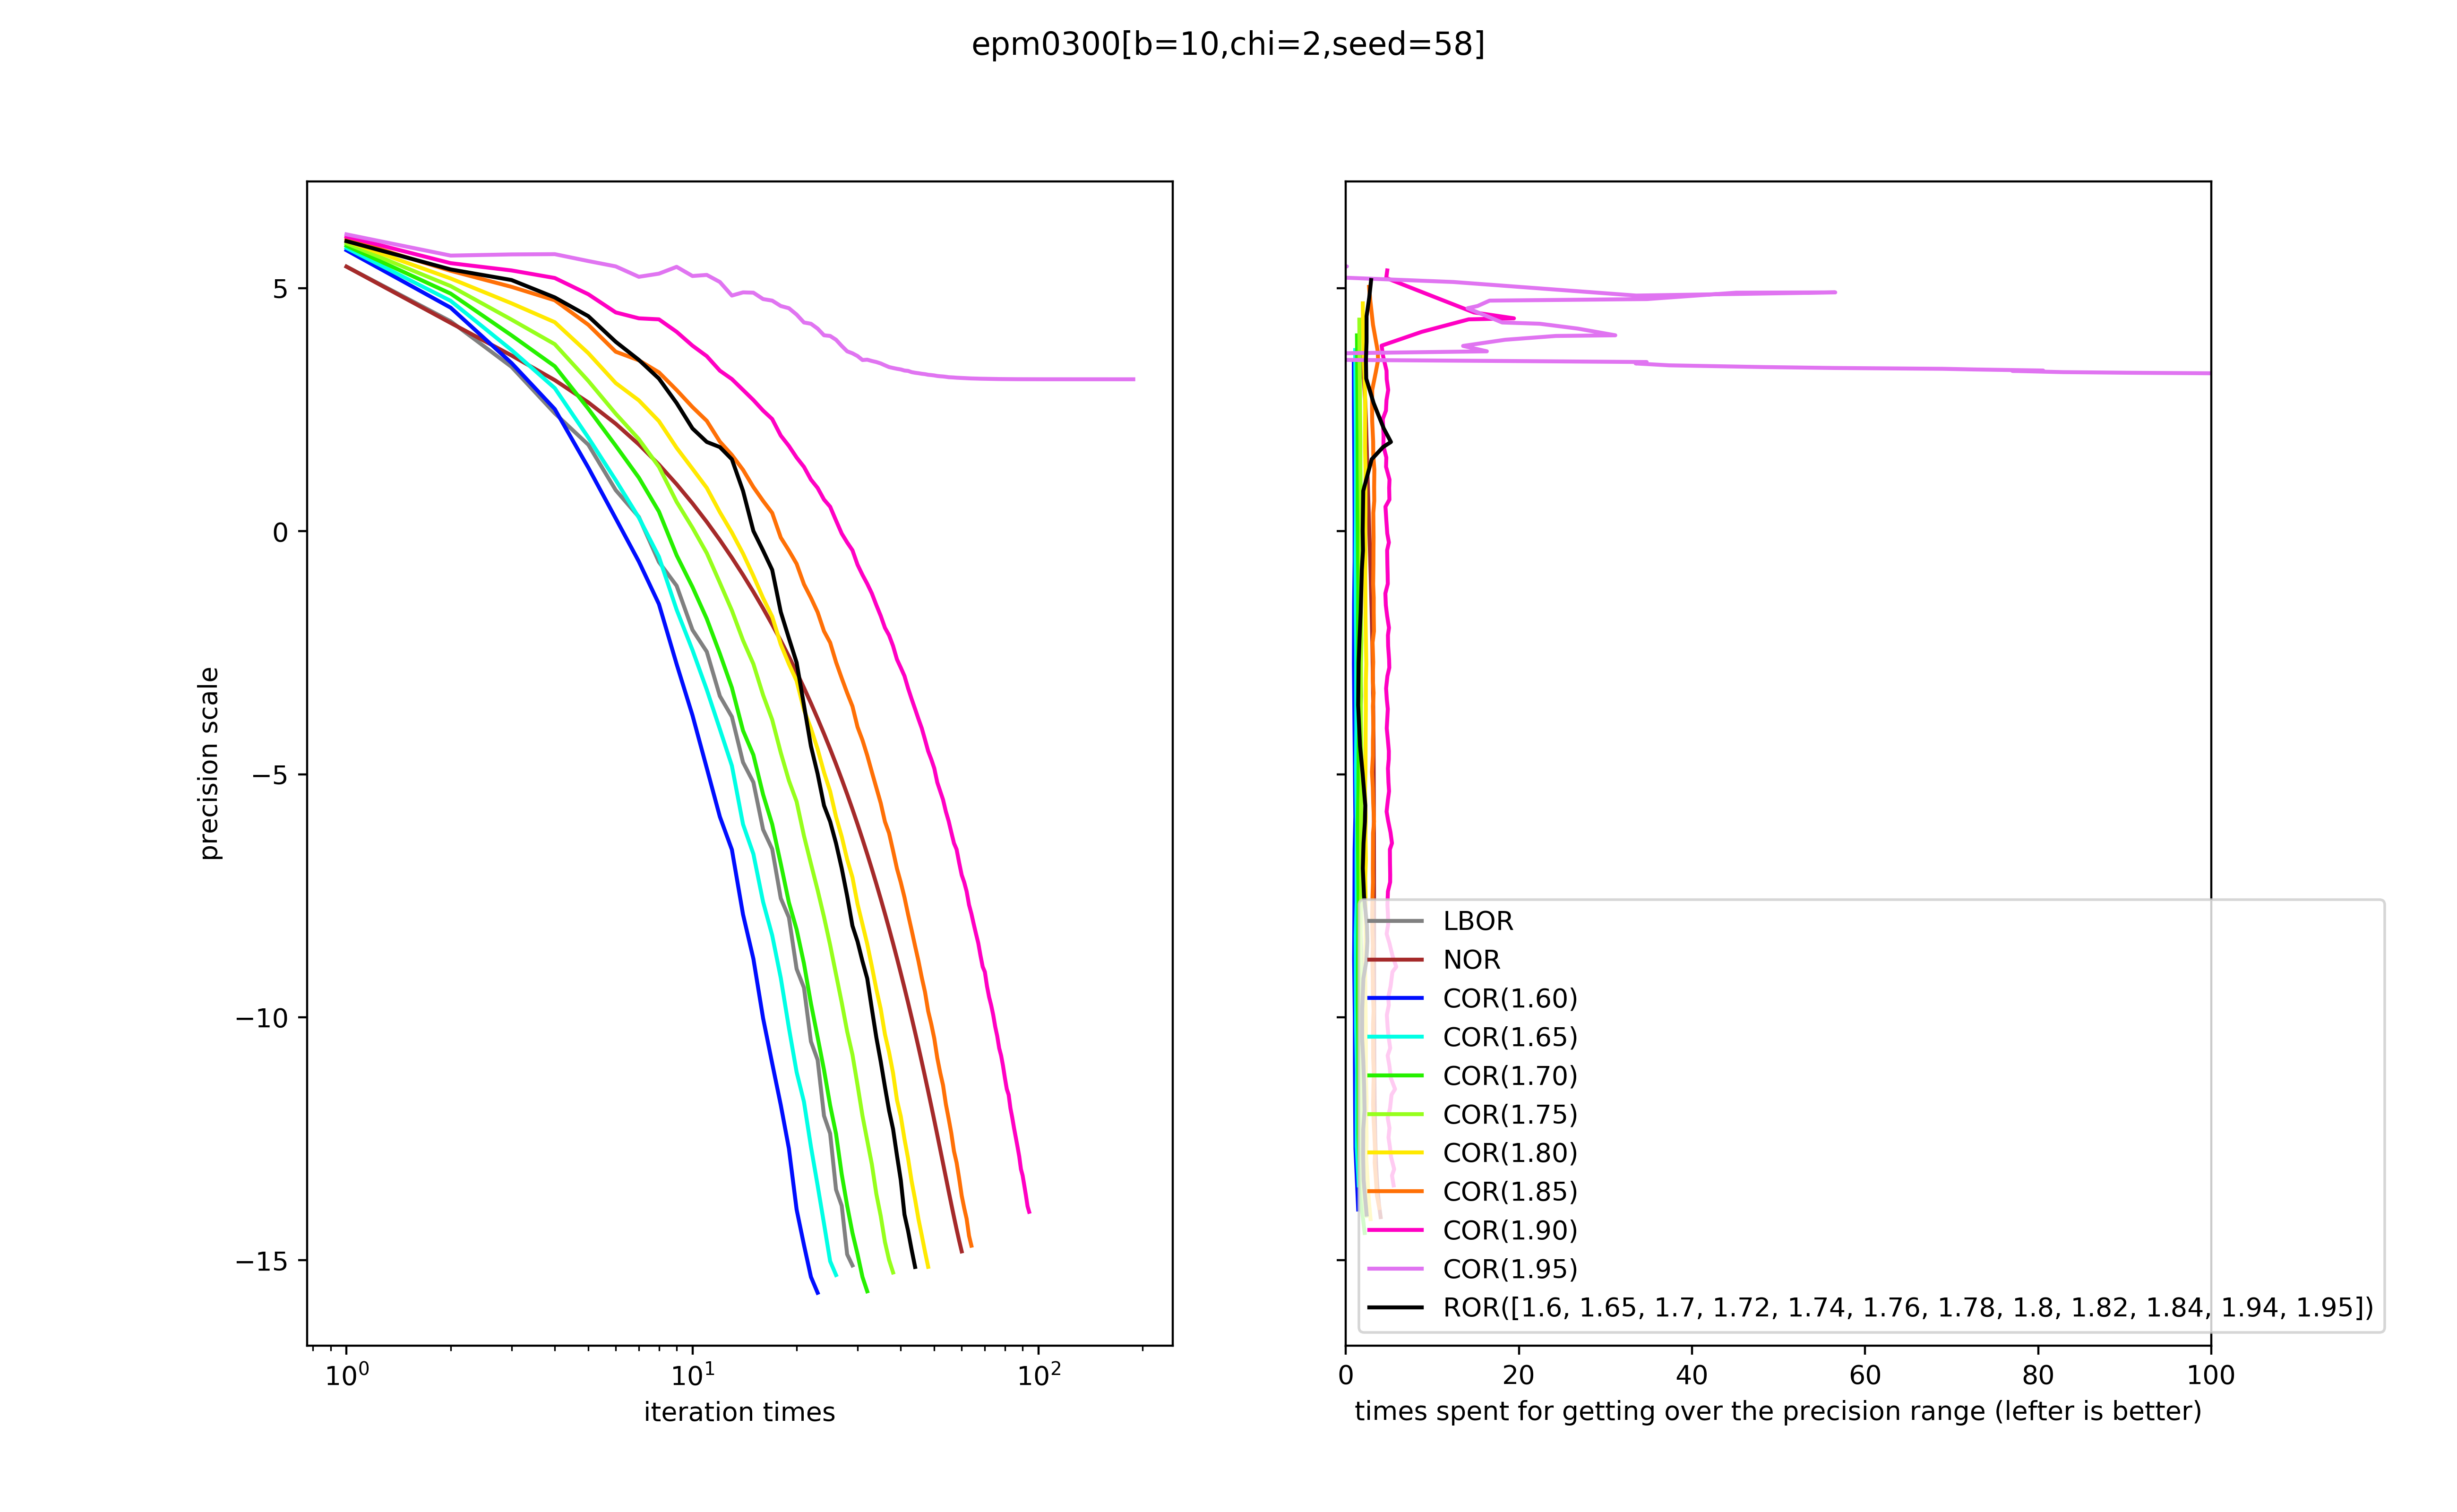 epm0300[b=10,chi=2,seed=58]
precision scale
5
0
−5
−10
−15
10⁰
10¹
10²
iteration times
LBOR
NOR
COR(1.60)
COR(1.65)
COR(1.70)
COR(1.75)
COR(1.80)
COR(1.85)
COR(1.90)
COR(1.95)
ROR([1.6, 1.65, 1.7, 1.72, 1.74, 1.76, 1.78, 1.8, 1.82, 1.84, 1.94, 1.95])
0 20 40 60 80 100
times spent for getting over the precision range (lefter is better)